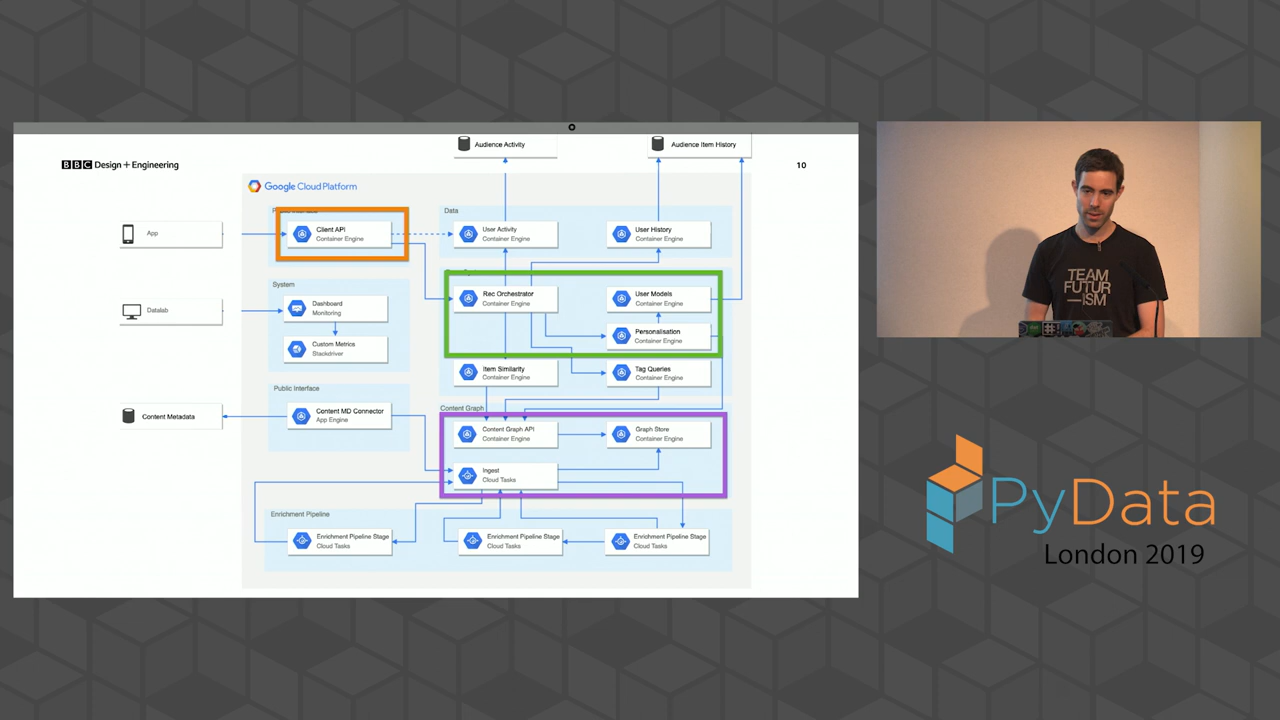 Audience Activity
Audience Item History
BBC Design + Engineering
10
Google Cloud Platform
Data
App
Client API
Container Engine
User Activity
Container Engine
User History
Container Engine
System
Rec Orchestrator
Container Engine
User Models
Container Engine
Datalab
Dashboard
Monitoring
Personalisation
Container Engine
Custom Metrics
Stackdriver
Item Similarity
Container Engine
Tag Queries
Container Engine
Public Interface
Content Graph
Content Metadata
Content MD Connector
App Engine
Content Graph API
Container Engine
Graph Store
Container Engine
Ingest
Cloud Tasks
Enrichment Pipeline
Enrichment Pipeline Stage
Cloud Tasks
Enrichment Pipeline Stage
Cloud Tasks
Enrichment Pipeline Stage
Cloud Tasks
TEAM
FUTUR
—ISM
PyData
London 2019